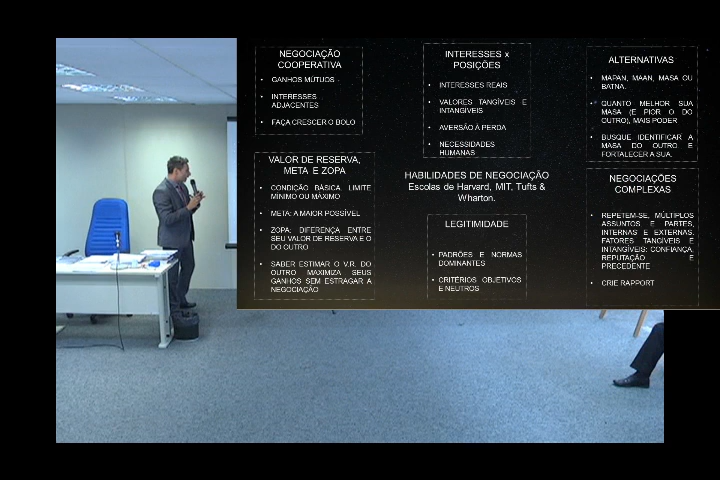 NEGOCIAÇÃO
COOPERATIVA
• GANHOS MÚTUOS
• INTERESSES
ADJACENTES
• FAÇA CRESCER O BOLO
INTERESSES x
POSIÇÕES
• INTERESSES REAIS
• VALORES TANGÍVEIS E
INTANGÍVEIS
• AVERSÃO À PERDA
• NECESSIDADES
HUMANAS
ALTERNATIVAS
• MAPAN, MAAN, MASA OU
BATNA.
• QUANTO MELHOR SUA
MASA (E PIOR O DO
OUTRO), MAIS PODER
• BUSQUE IDENTIFICAR A
MASA DO OUTRO E
FORTALECER A SUA.
VALOR DE RESERVA,
META E ZOPA
• CONDIÇÃO BÁSICA. LIMITE
MÍNIMO OU MÁXIMO
• META: A MAIOR POSSÍVEL
• ZOPA: DIFERENÇA ENTRE
SEU VALOR DE RESERVA E O
DO OUTRO
• SABER ESTIMAR O V.R. DO
OUTRO MAXIMIZA SEUS
GANHOS SEM ESTRAGAR A
NEGOCIAÇÃO
HABILIDADES DE NEGOCIAÇÃO
Escolas de Harvard, MIT, Tufts &
Wharton.
LEGITIMIDADE
• PADRÕES E NORMAS
DOMINANTES
• CRITÉRIOS OBJETIVOS
E NEUTROS
NEGOCIAÇÕES
COMPLEXAS
• REPETEM-SE, MÚLTIPLOS
ASSUNTOS E PARTES,
INTERNAS E EXTERNAS.
FATORES TANGÍVEIS E
INTANGÍVEIS: CONFIANÇA,
REPUTAÇÃO E
PRECEDENTE
• CRIE RAPPORT